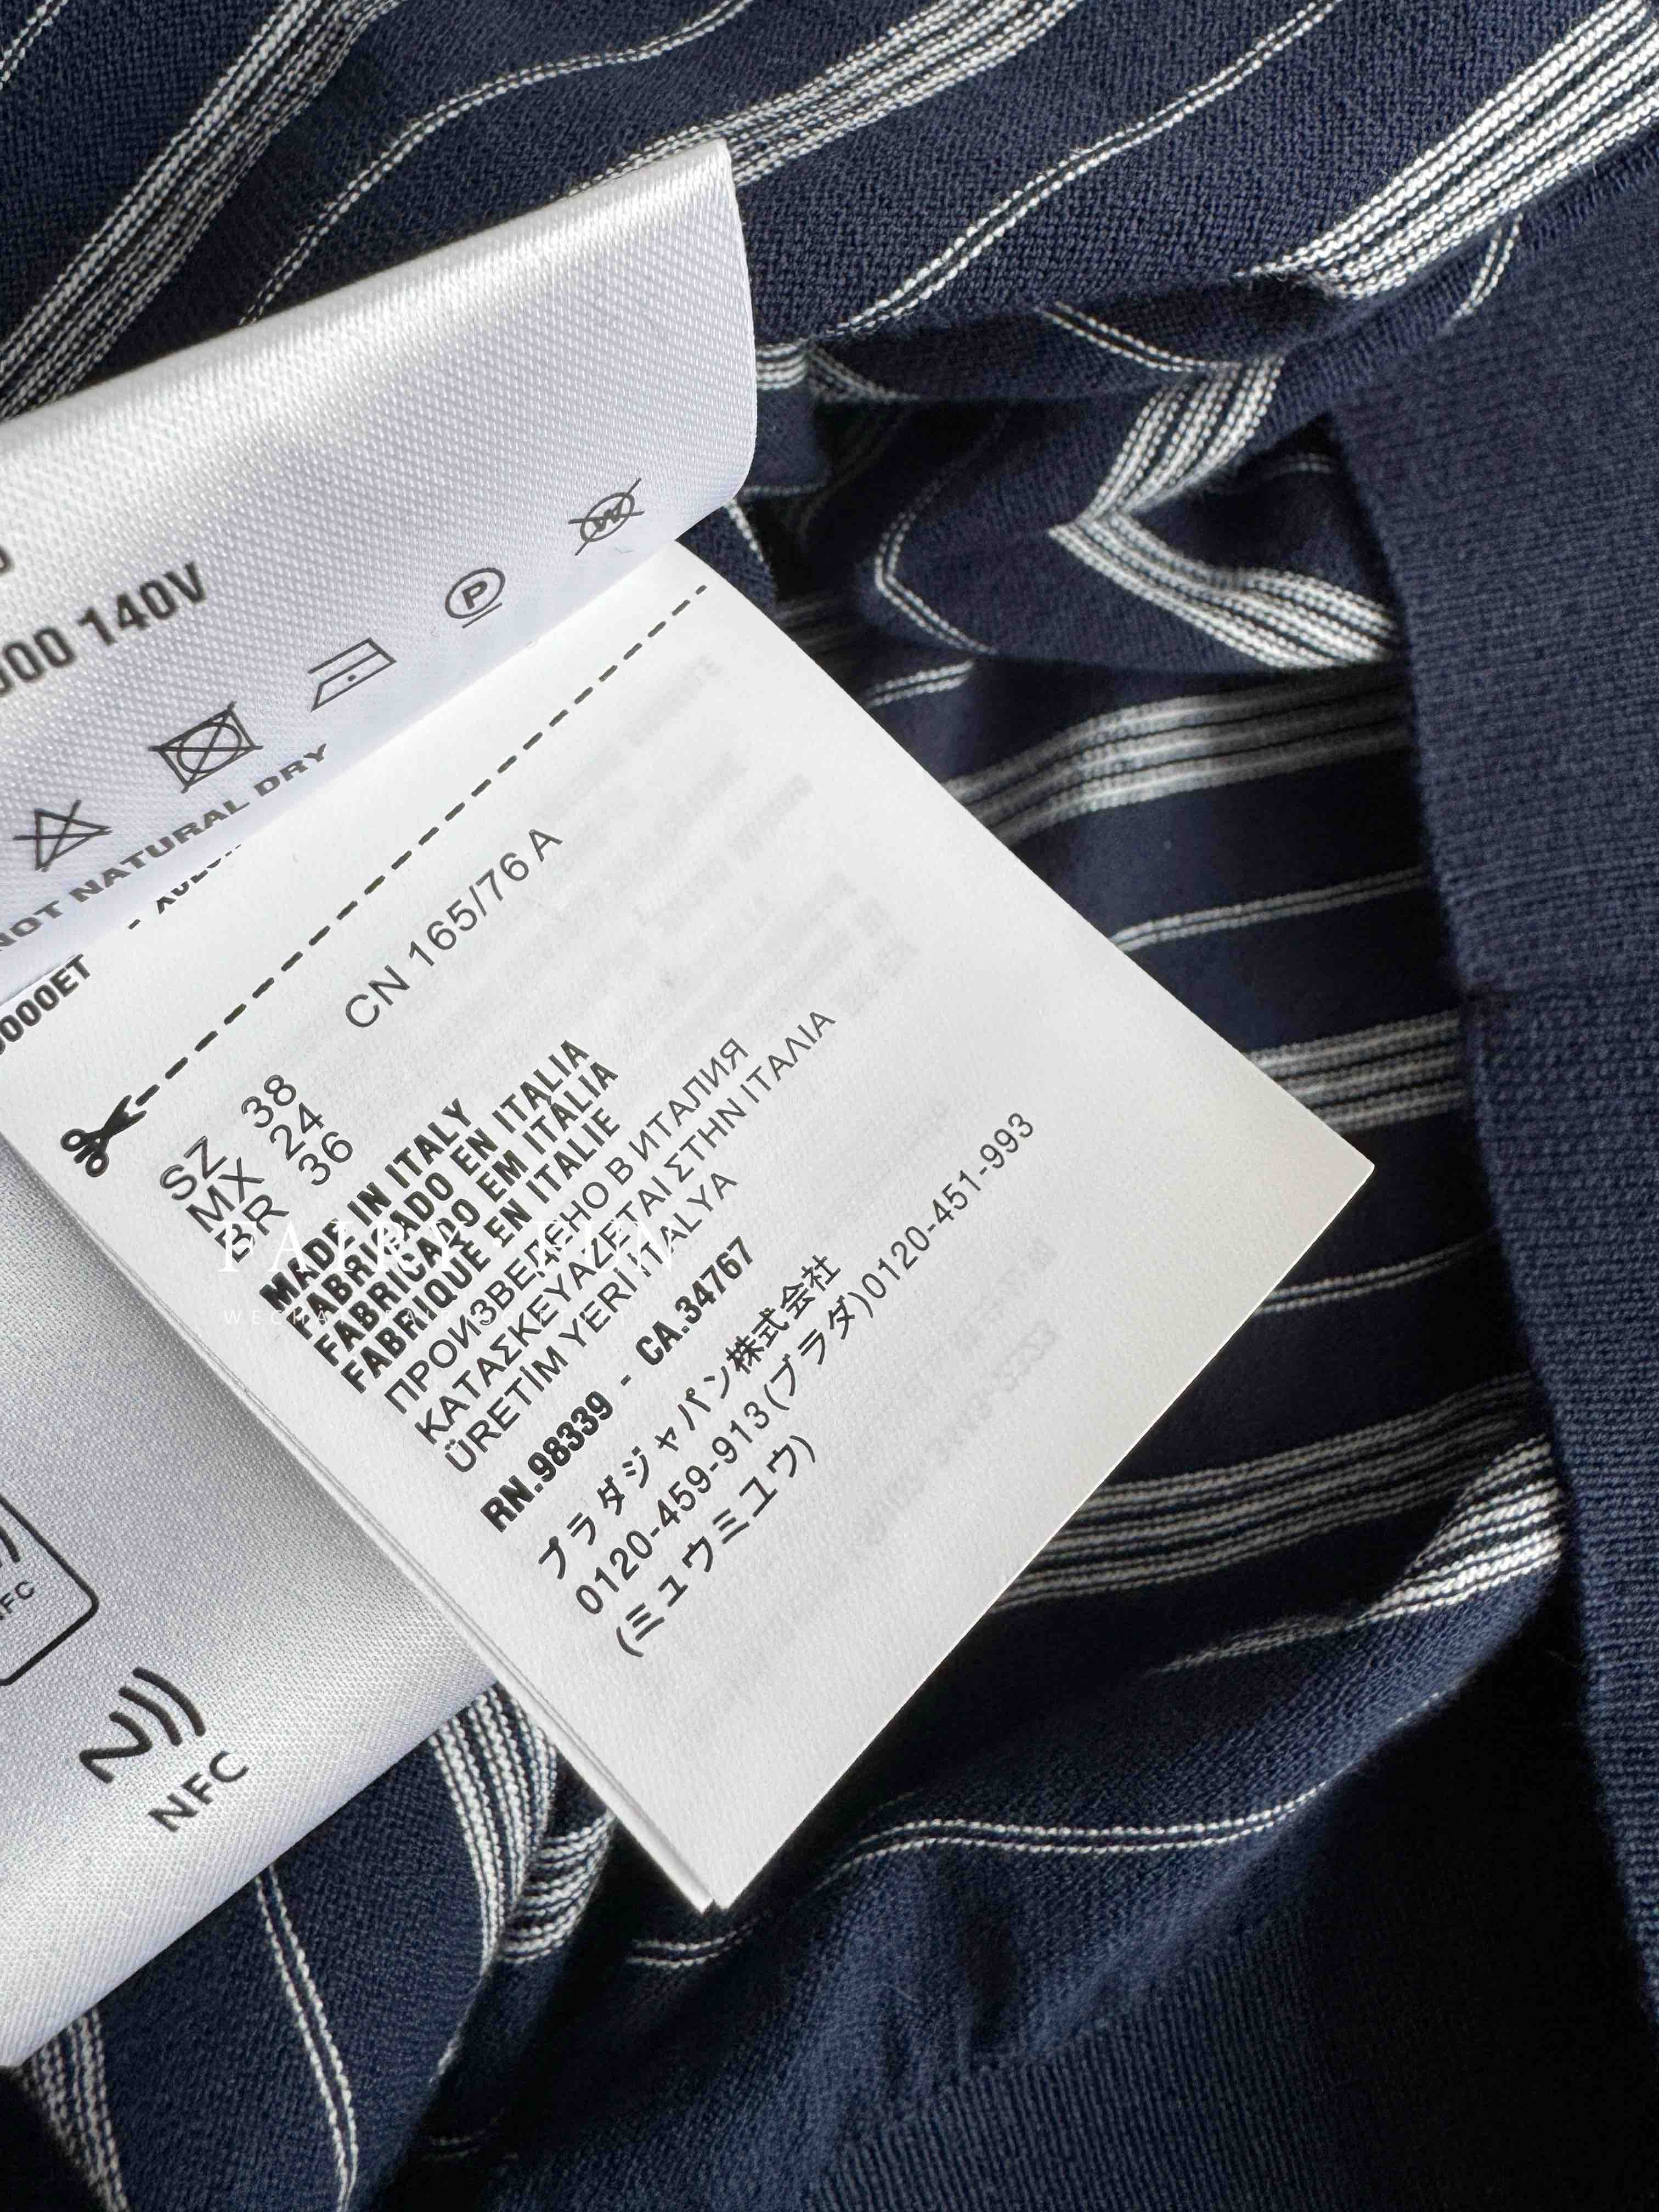 000 140V
P
NOT NATURAL DRY
0000ET
CN 165/76 A
SZ 38
MX 24
BR 36
MADE IN ITALY
FABRICADO EN ITALIA
FABRICADO EM ITÁLIA
FABRIQUÉ EN ITALIE
ПРОИЗВЕДЕНО В ИТАЛИЯ
ΚΑΤΑΣΚΕΥΑΖΕΤΑΙ ΣΤΗΝ ΙΤΑΛΙΑ
ÜRETİM YERI İTALYA
RN.98339 - CA.34767
プラダジャパン株式会社
0120-459-913(プラダ)0120-451-993
(ミュウミュウ)
NFC
NFC